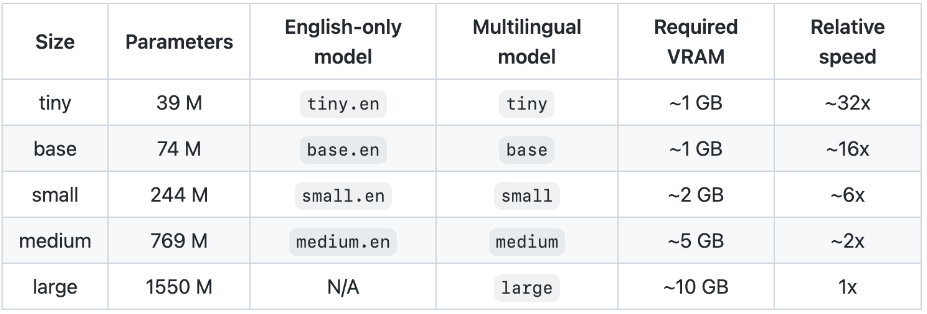 Size Parameters English-only model Multilingual model Required VRAM Relative speed
tiny 39 M tiny.en tiny ~1 GB ~32x
base 74 M base.en base ~1 GB ~16x
small 244 M small.en small ~2 GB ~6x
medium 769 M medium.en medium ~5 GB ~2x
large 1550 M N/A large ~10 GB 1x